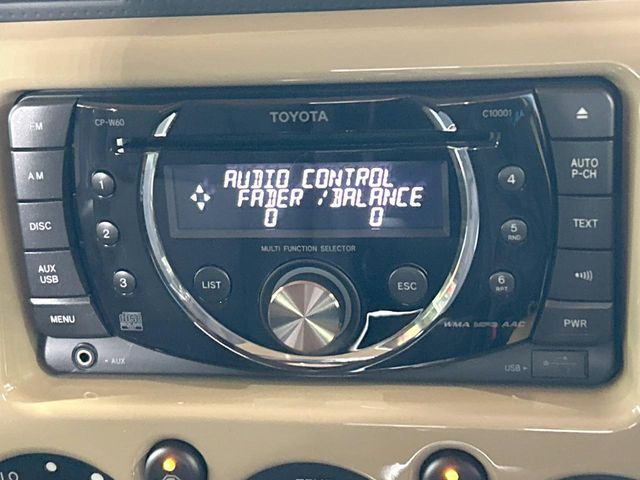 FM
CP-W60
TOYOTA
C10001
AM
1
AUDIO CONTROL
FADER / BALANCE
0 0
4
AUTO
P-CH
DISC
2
5
RND
TEXT
MULTI FUNCTION SELECTOR
AUX
USB
3
LIST
ESC
6
RPT
MENU
WMA MP3 AAC
PWR
AUX
USB
LO